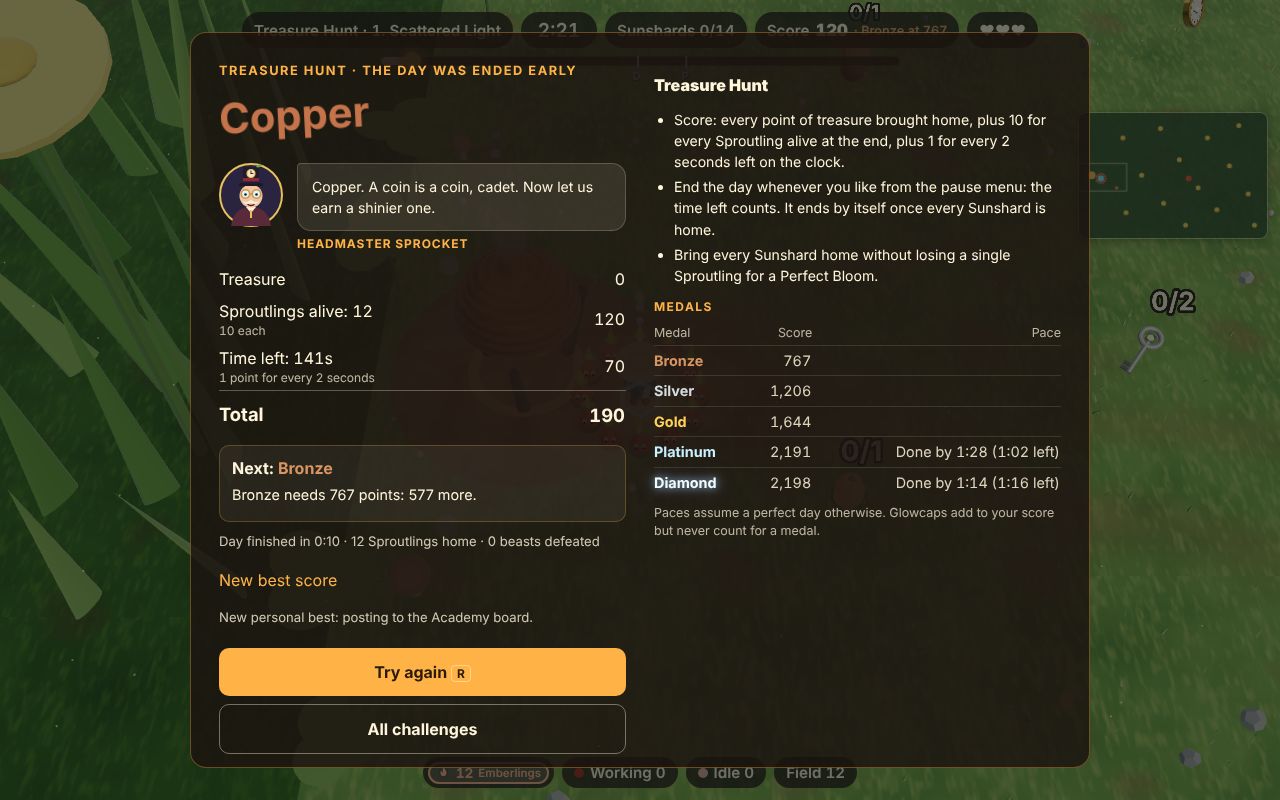 Treasure Hunt · 1. Scattered Light
2:21
Sunshards 0/14
Score 120 · Bronze at 767
0/1
TREASURE HUNT · THE DAY WAS ENDED EARLY
Copper
Copper. A coin is a coin, cadet. Now let us
earn a shinier one.
HEADMASTER SPROCKET
Treasure 0
Sproutlings alive: 12 120
10 each
Time left: 141s 70
1 point for every 2 seconds
Total 190
Next: Bronze
Bronze needs 767 points: 577 more.
Day finished in 0:10 · 12 Sproutlings home · 0 beasts defeated
New best score
New personal best: posting to the Academy board.
Try again R
All challenges
Treasure Hunt
• Score: every point of treasure brought home, plus 10 for
every Sproutling alive at the end, plus 1 for every 2
seconds left on the clock.
• End the day whenever you like from the pause menu: the
time left counts. It ends by itself once every Sunshard is
home.
• Bring every Sunshard home without losing a single
Sproutling for a Perfect Bloom.
MEDALS
Medal Score Pace
Bronze 767
Silver 1,206
Gold 1,644
Platinum 2,191 Done by 1:28 (1:02 left)
Diamond 2,198 Done by 1:14 (1:16 left)
Paces assume a perfect day otherwise. Glowcaps add to your score
but never count for a medal.
0/1
0/2
12 Emberlings
Working 0
Idle 0
Field 12